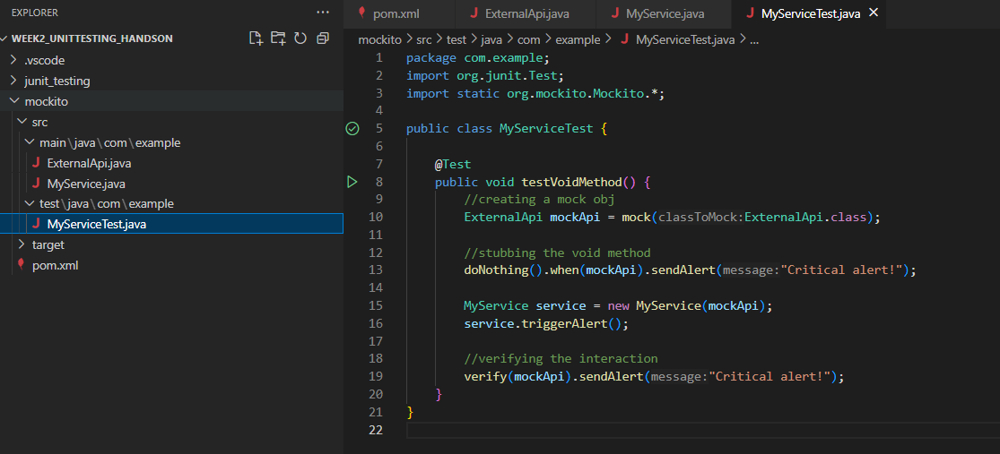 EXPLORER
WEEK2_UNITTESTING_HANDSON
.vscode
junit_testing
mockito
src
main\java\com\example
ExternalApi.java
MyService.java
test\java\com\example
MyServiceTest.java
target
pom.xml
pom.xml ExternalApi.java MyService.java MyServiceTest.java
mockito > src > test > java > com > example > MyServiceTest.java > ...
1 package com.example;
2 import org.junit.Test;
3 import static org.mockito.Mockito.*;
4
5 public class MyServiceTest {
6
7 @Test
8 public void testVoidMethod() {
9 //creating a mock obj
10 ExternalApi mockApi = mock(classToMock:ExternalApi.class);
11
12 //stubbing the void method
13 doNothing().when(mockApi).sendAlert(message:"Critical alert!");
14
15 MyService service = new MyService(mockApi);
16 service.triggerAlert();
17
18 //verifying the interaction
19 verify(mockApi).sendAlert(message:"Critical alert!");
20 }
21 }
22